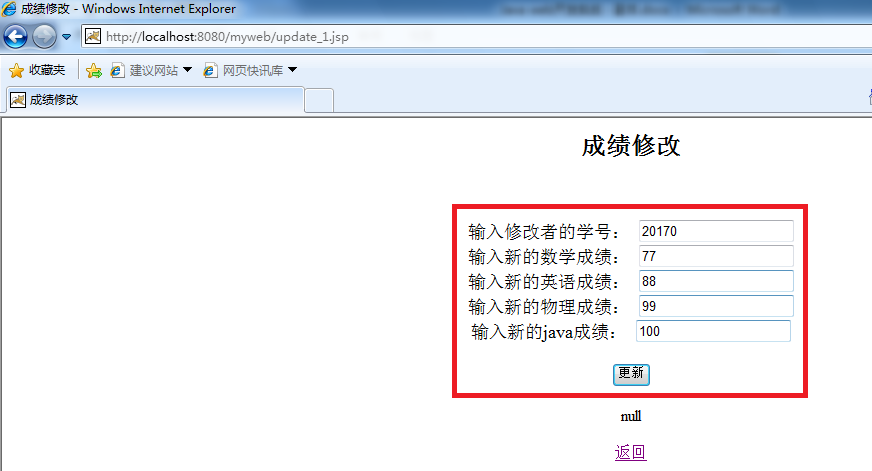 成绩修改 - Windows Internet Explorer
http://localhost:8080/myweb/update_1.jsp
收藏夹 建议网站 网页快讯库
成绩修改
成绩修改
输入修改者的学号： 20170
输入新的数学成绩： 77
输入新的英语成绩： 88
输入新的物理成绩： 99
输入新的java成绩： 100
更新
null
返回